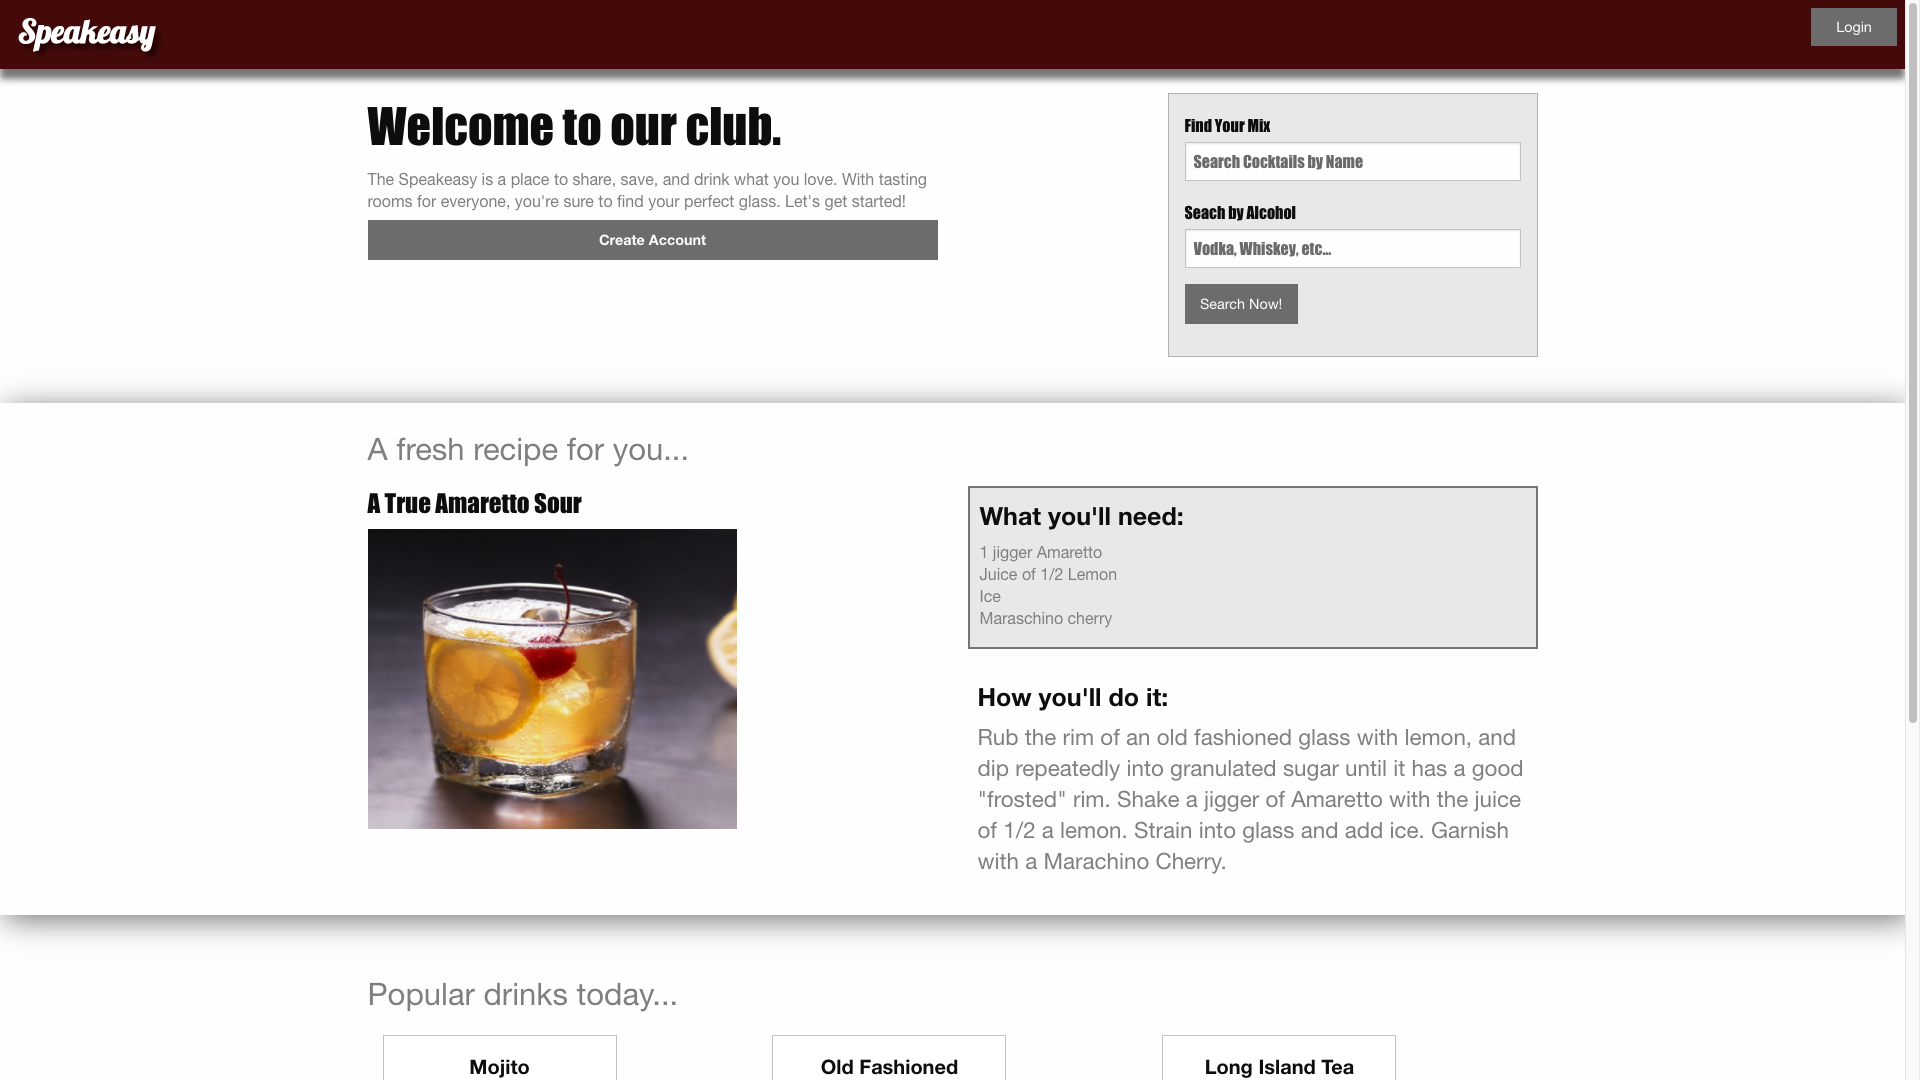 Speakeasy
Login
Welcome to our club.
The Speakeasy is a place to share, save, and drink what you love. With tasting
rooms for everyone, you're sure to find your perfect glass. Let's get started!
Create Account
Find Your Mix
Search Cocktails by Name
Seach by Alcohol
Vodka, Whiskey, etc...
Search Now!
A fresh recipe for you...
A True Amaretto Sour
What you'll need:
1 jigger Amaretto
Juice of 1/2 Lemon
Ice
Maraschino cherry
How you'll do it:
Rub the rim of an old fashioned glass with lemon, and
dip repeatedly into granulated sugar until it has a good
"frosted" rim. Shake a jigger of Amaretto with the juice
of 1/2 a lemon. Strain into glass and add ice. Garnish
with a Marachino Cherry.
Popular drinks today...
Mojito
Old Fashioned
Long Island Tea